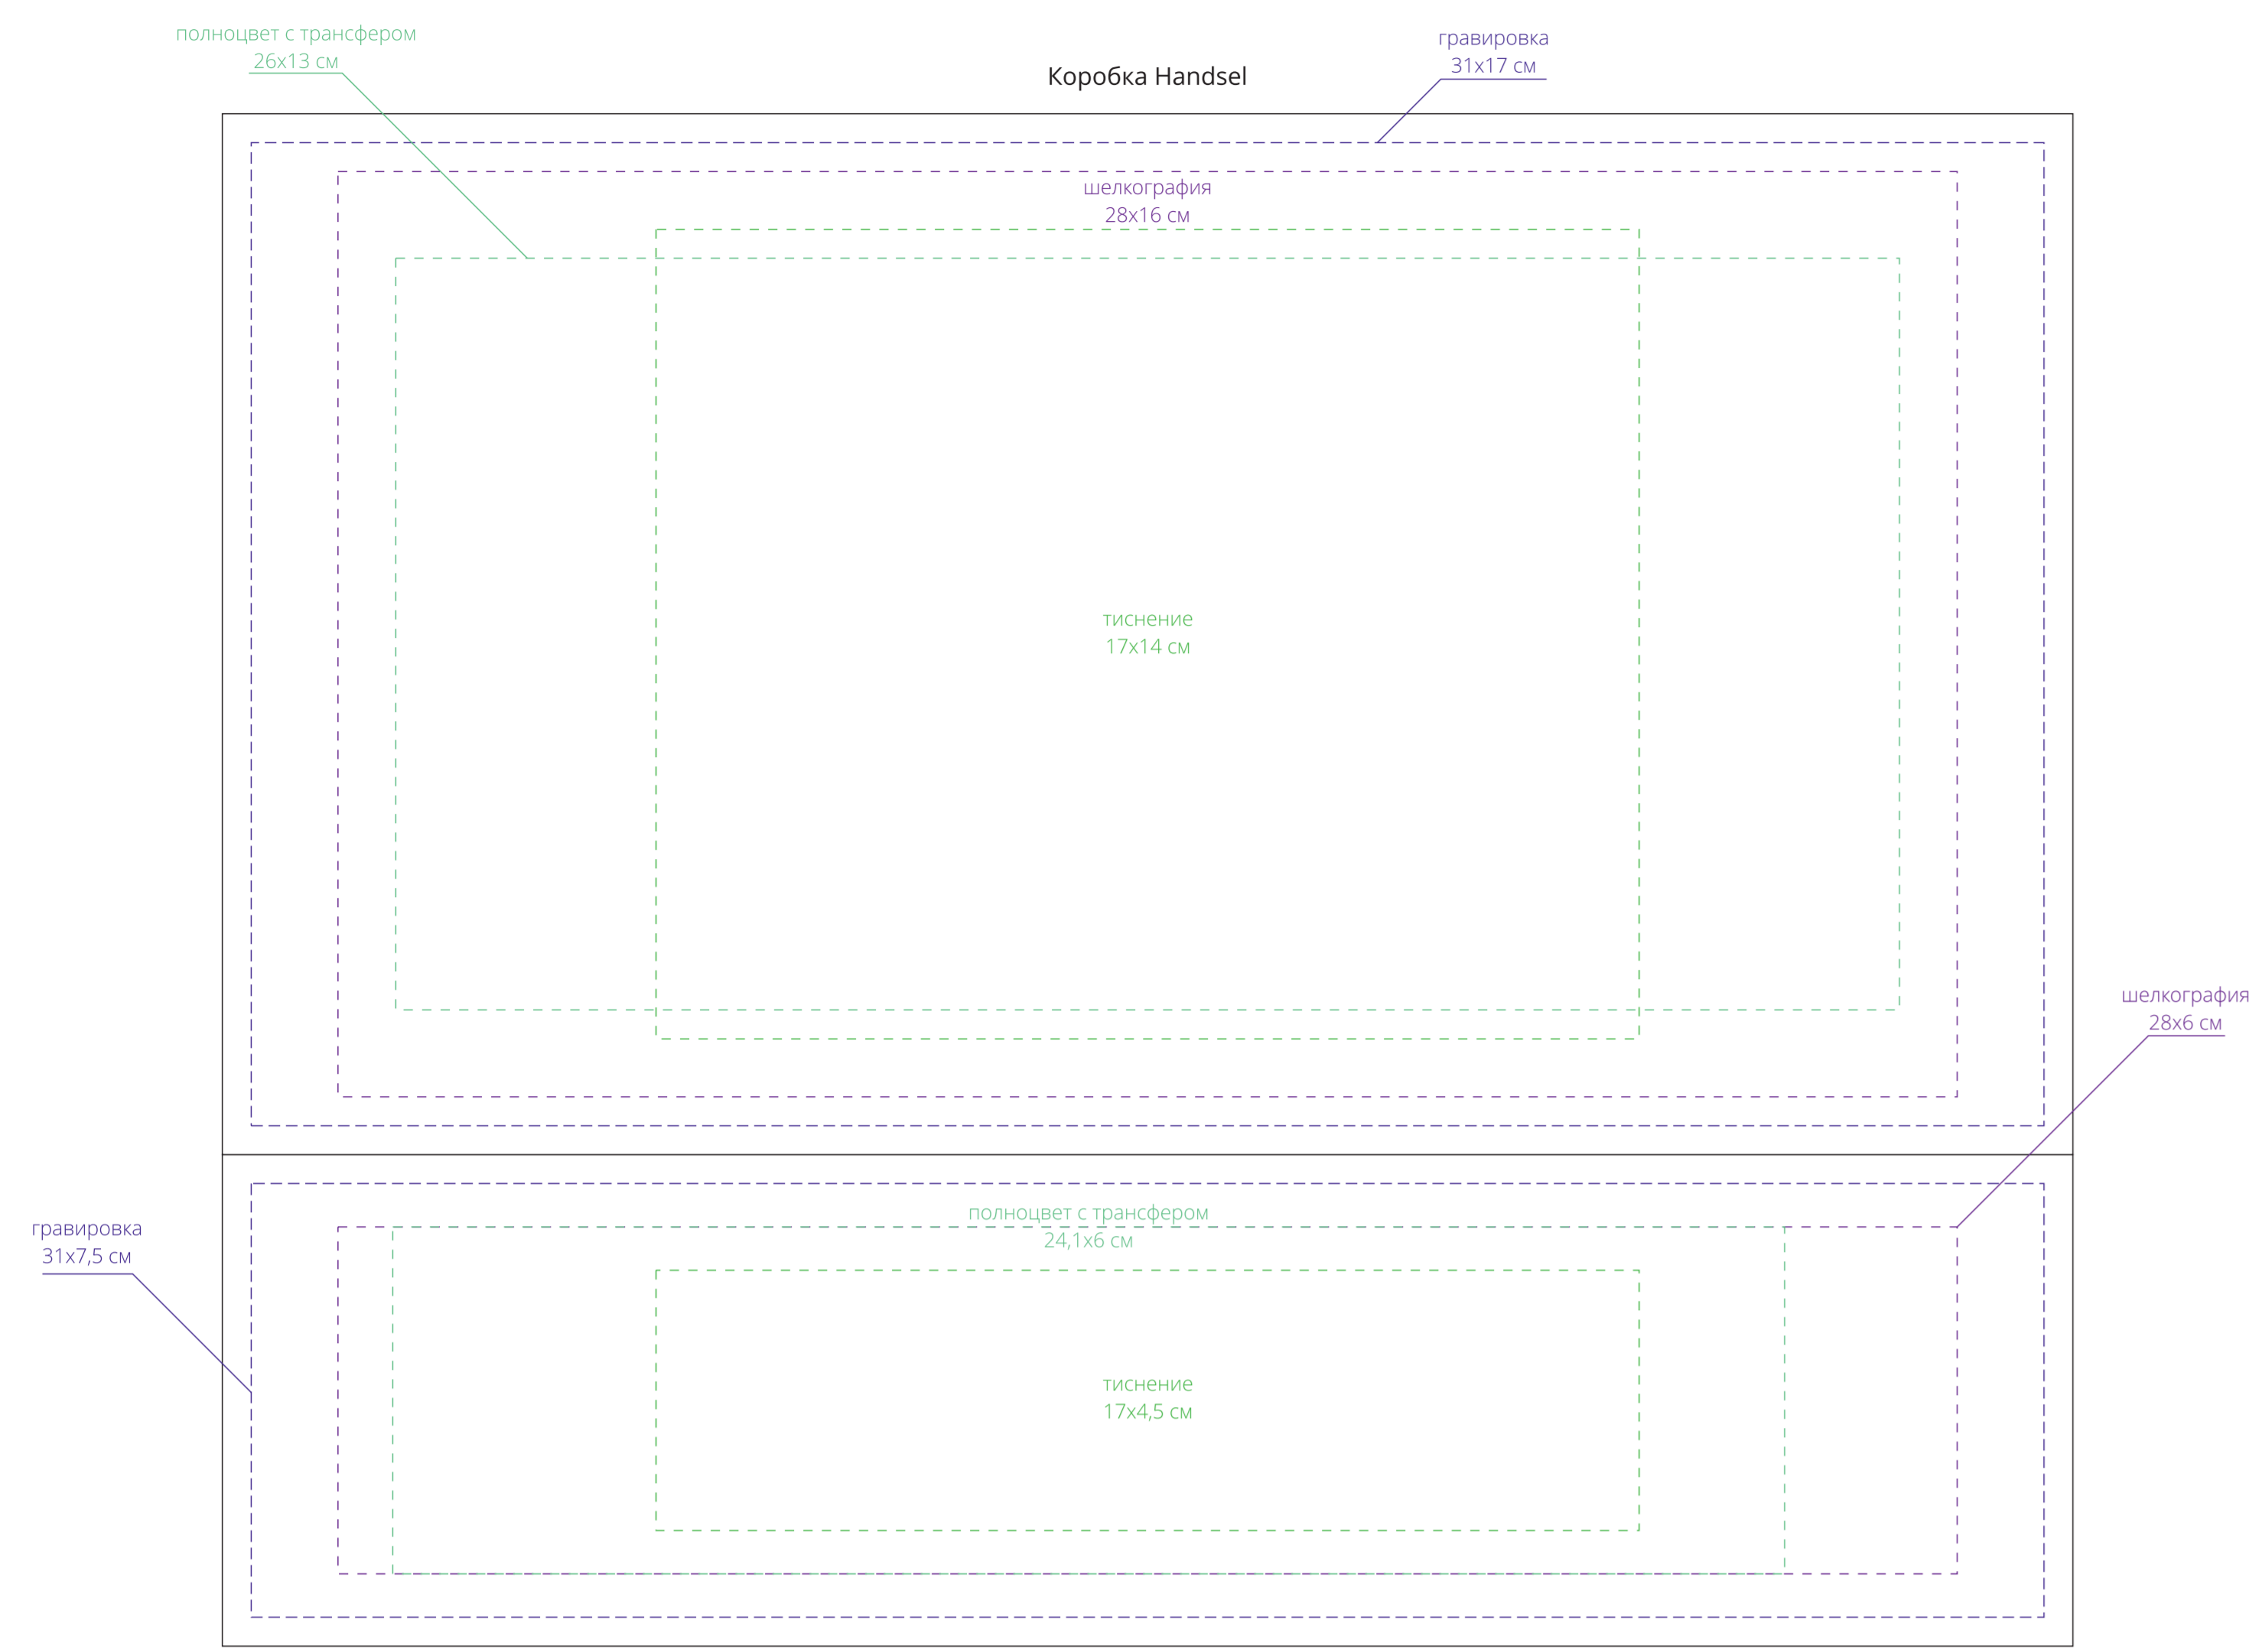 полноцвет с трансфером
26х13 см
Коробка Handsel
гравировка
31х17 см
шелкография
28х16 см
тиснение
17х14 см
шелкография
28х6 см
гравировка
31х7,5 см
полноцвет с трансфером
24,1х6 см
тиснение
17х4,5 см